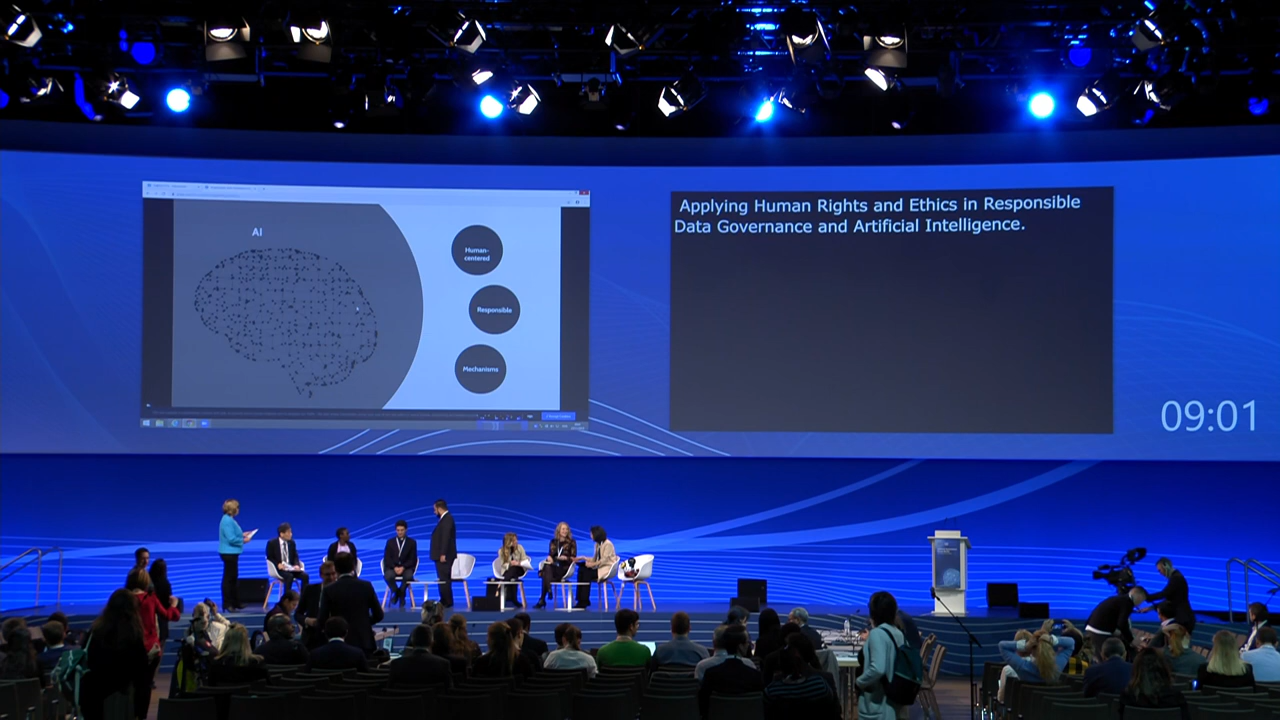 AI
Human-
centered
Responsible
Mechanisms
Applying Human Rights and Ethics in Responsible
Data Governance and Artificial Intelligence.
09:01